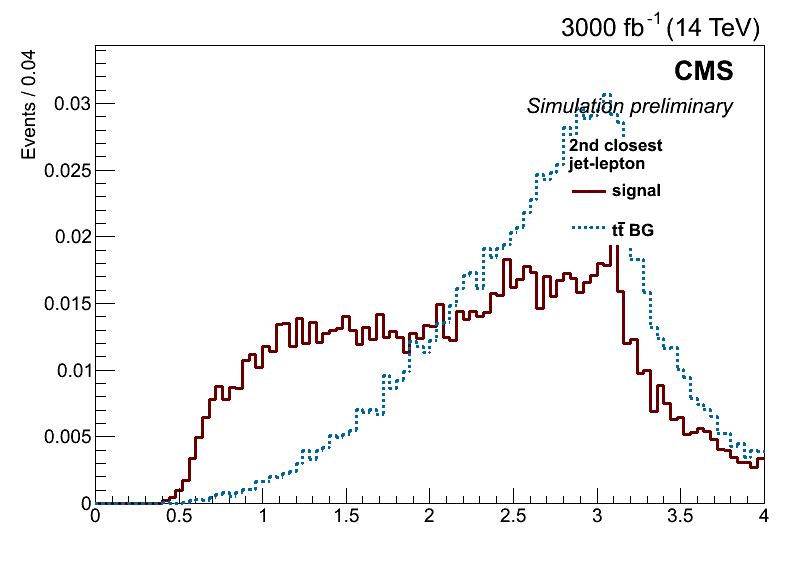 3000 fb⁻¹ (14 TeV)
Events / 0.04
CMS
Simulation preliminary
2nd closest
jet-lepton
signal
tt̄ BG
0.03
0.025
0.02
0.015
0.01
0.005
0
0 0.5 1 1.5 2 2.5 3 3.5 4